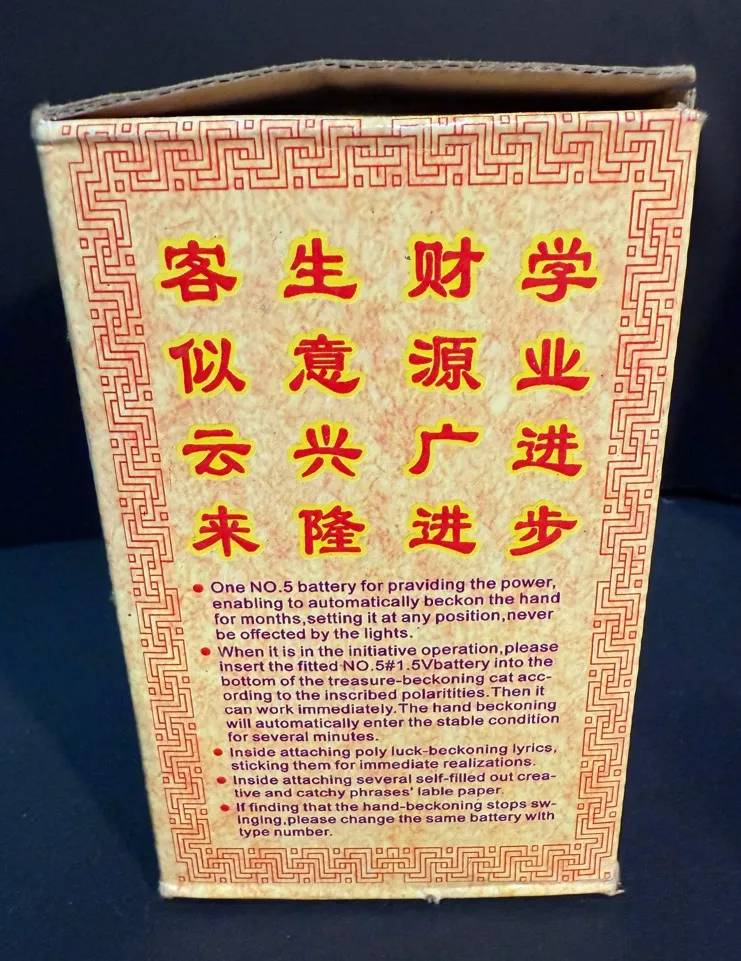 学业进步
财源广进
生意兴隆
客似云来
● One NO.5 battery for praviding the power,
enabling to automatically beckon the hand
for months,setting it at any position,never
be offected by the lights.
● When it is in the initiative operation,please
insert the fitted NO.5#1.5Vbattery into the
bottom of the treasure-beckoning cat acc-
ording to the inscribed polaritities.Then it
can work immediately.The hand beckoning
will automatically enter the stable condition
for several minutes.
● Inside attaching poly luck-beckoning lyrics,
sticking them for immediate realizations.
● Inside attaching several self-filled out crea-
tive and catchy phrases' lable paper.
● If finding that the hand-beckoning stops sw-
inging,please change the same battery with
type number.